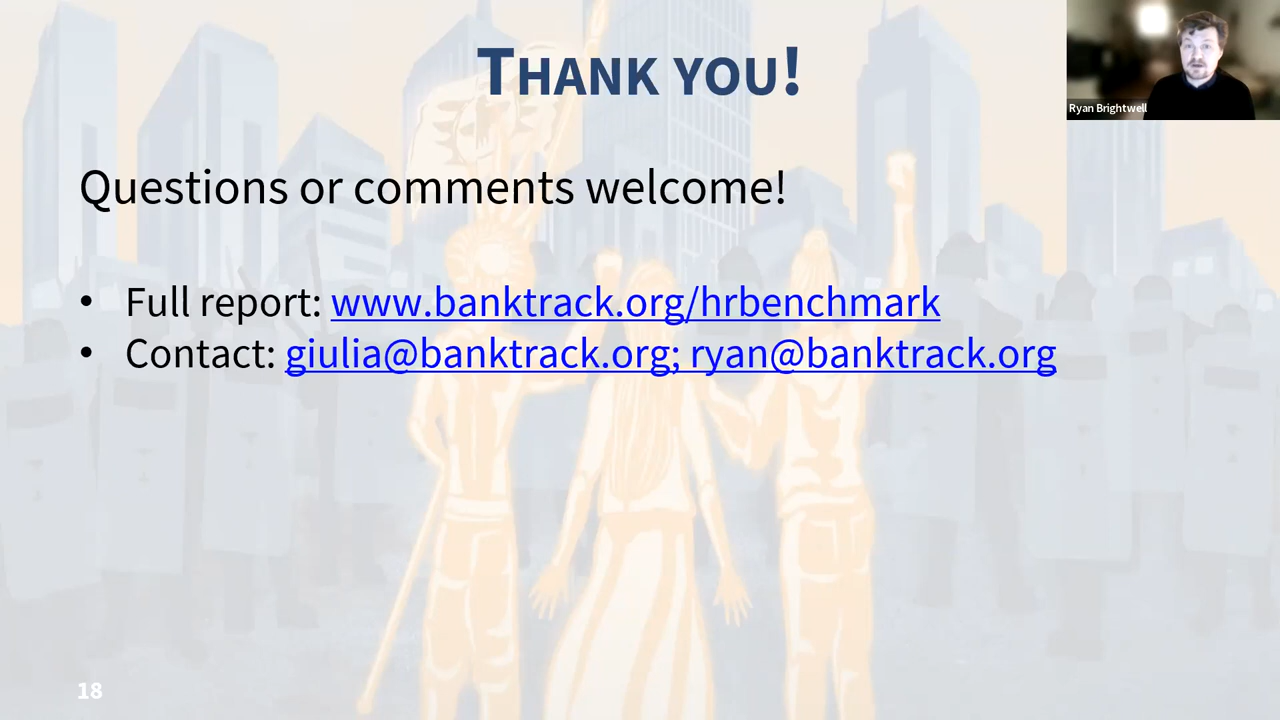 THANK YOU!
Ryan Brightwell
Questions or comments welcome!
• Full report: www.banktrack.org/hrbenchmark
• Contact: giulia@banktrack.org; ryan@banktrack.org
18